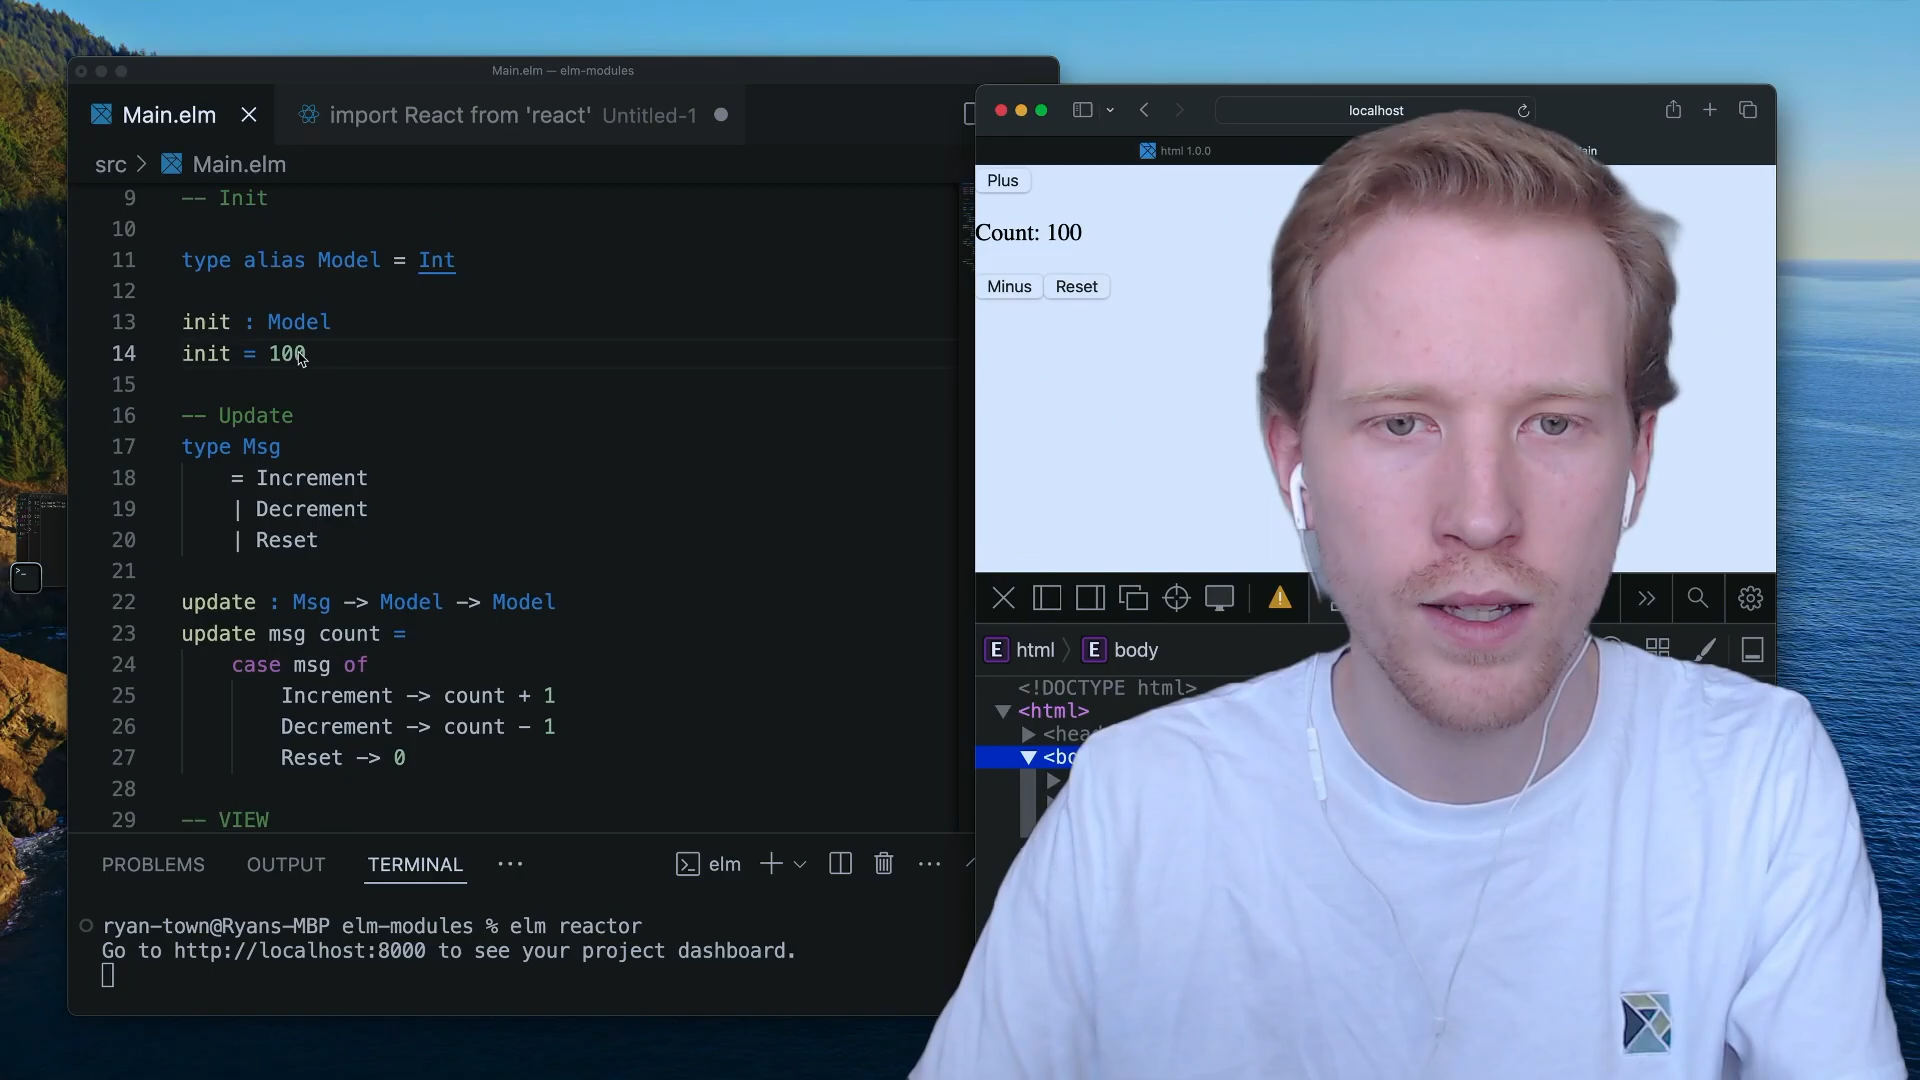 Main.elm — elm-modules
Main.elm
import React from 'react' Untitled-1
src > Main.elm
9 -- Init
10
11 type alias Model = Int
12
13 init : Model
14 init = 100
15
16 -- Update
17 type Msg
18 = Increment
19 | Decrement
20 | Reset
21
22 update : Msg -> Model -> Model
23 update msg count =
24 case msg of
25 Increment -> count + 1
26 Decrement -> count - 1
27 Reset -> 0
28
29 -- VIEW
PROBLEMS OUTPUT TERMINAL ...
elm
ryan-town@Ryans-MBP elm-modules % elm reactor
Go to http://localhost:8000 to see your project dashboard.
localhost
html 1.0.0
Plus
Count: 100
Minus Reset
E html E body
<!DOCTYPE html>
<html>